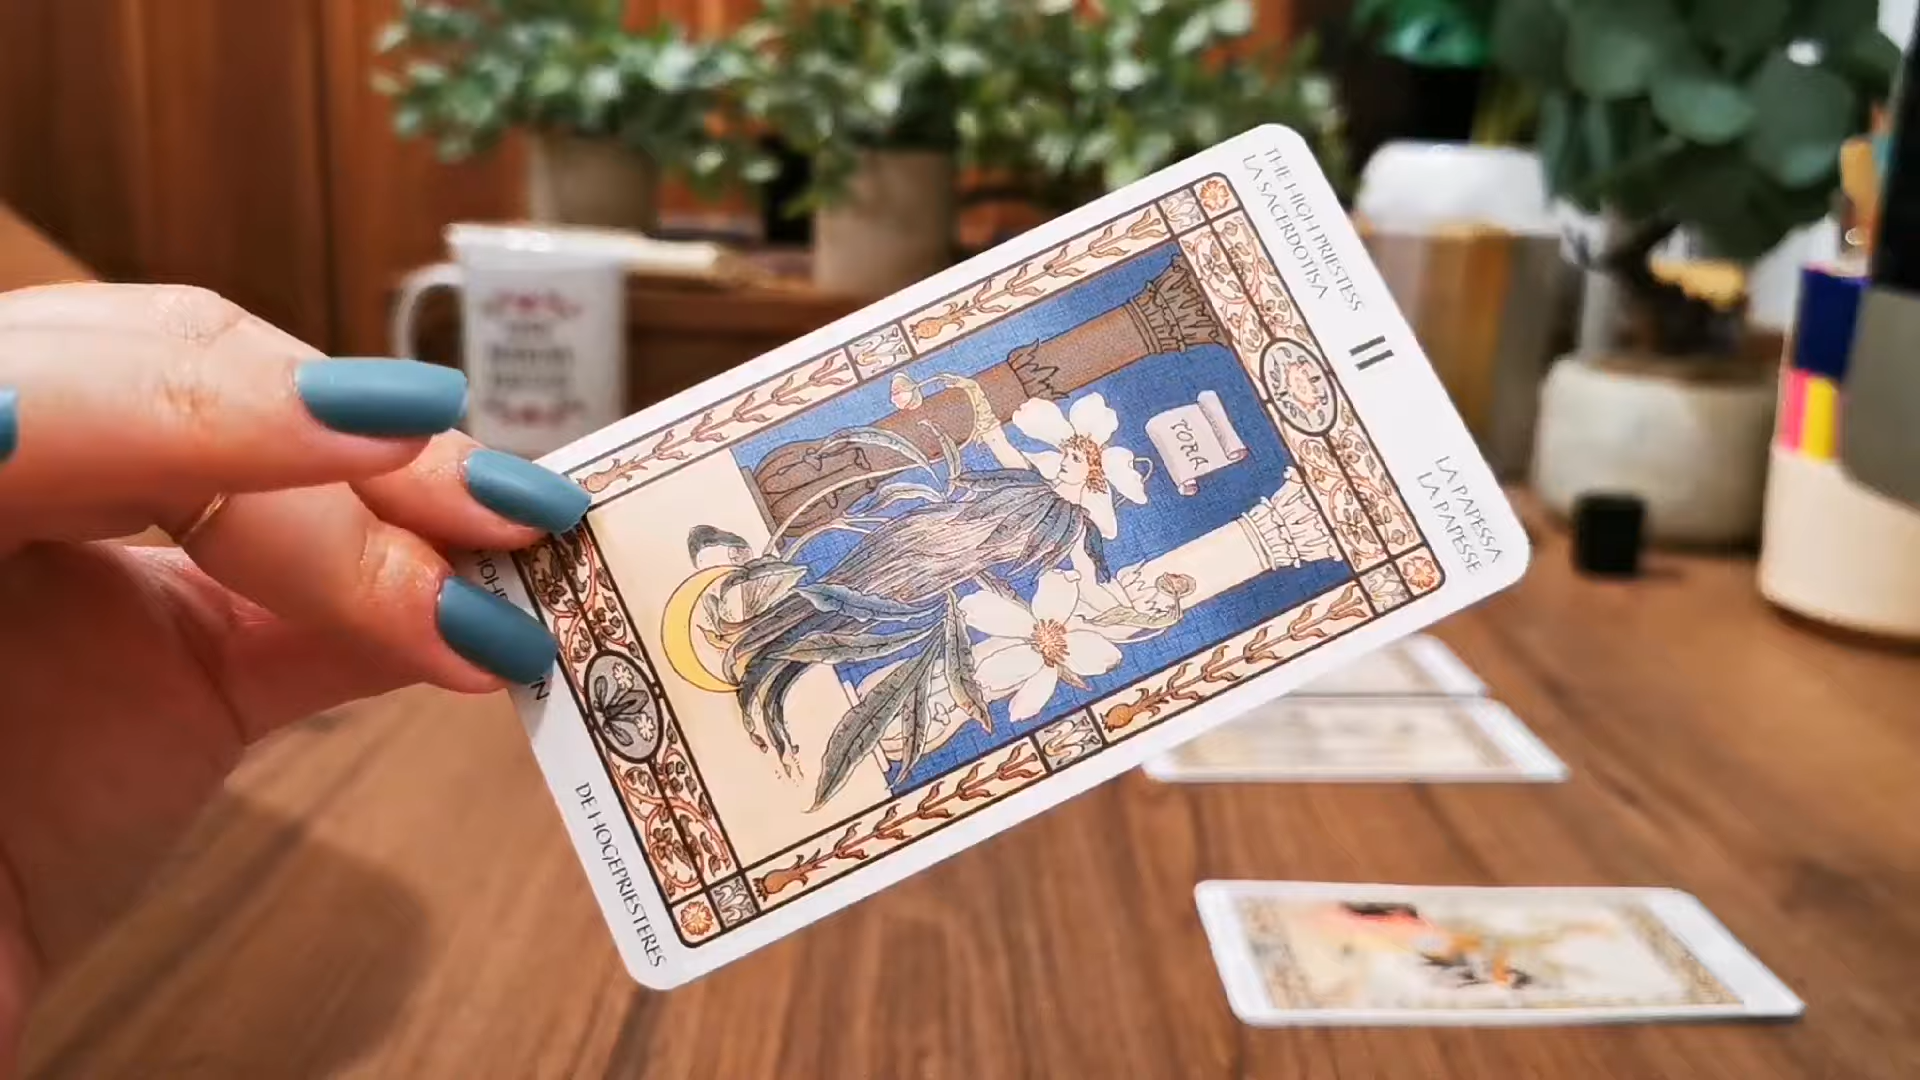 THE HIGH PRIESTESS
LA SACERDOTISA
II
LA PAPESSA
LA PAPESSE
TORA
DE HOGEPRIESTERES